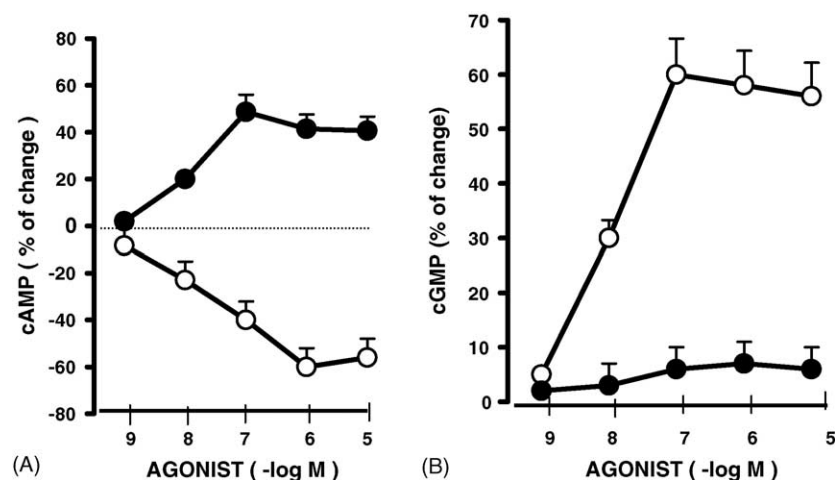 80
60
40
20
0
-20
-40
-60
-80
cAMP ( % of change )
9 8 7 6 5
(A) AGONIST ( -log M )
70
60
50
40
30
20
10
0
cGMP (% of change)
9 8 7 6 5
(B) AGONIST ( -log M )